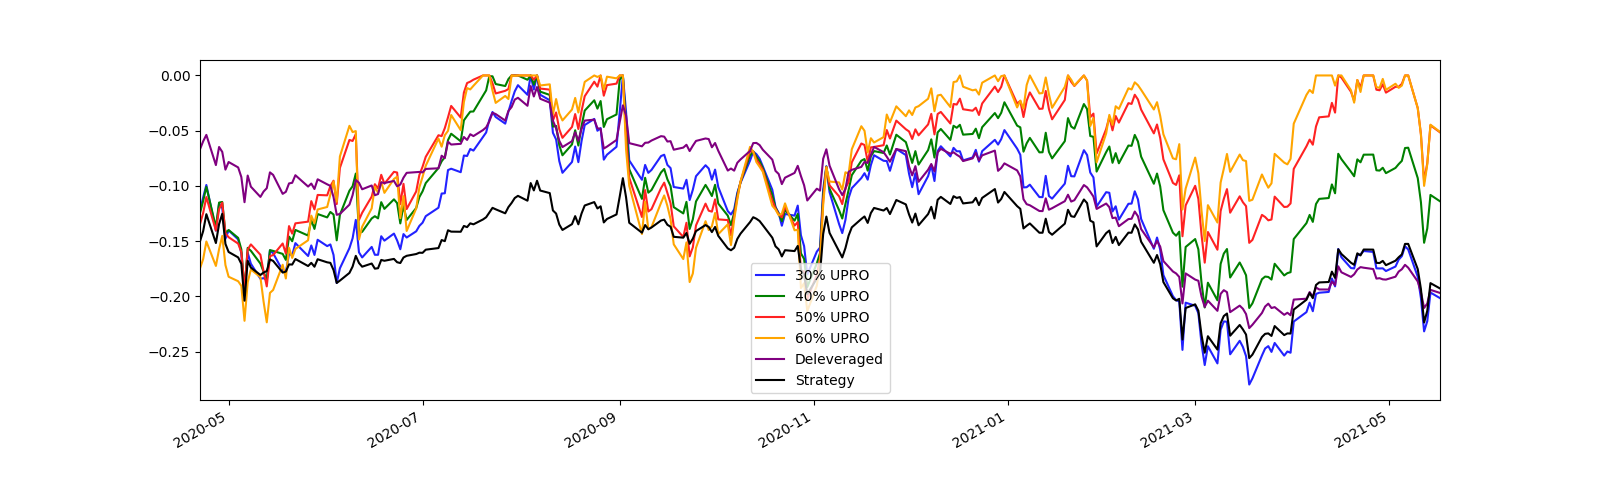 0.00
−0.05
−0.10
−0.15
−0.20
−0.25
30% UPRO
40% UPRO
50% UPRO
60% UPRO
Deleveraged
Strategy
2020-05
2020-07
2020-09
2020-11
2021-01
2021-03
2021-05